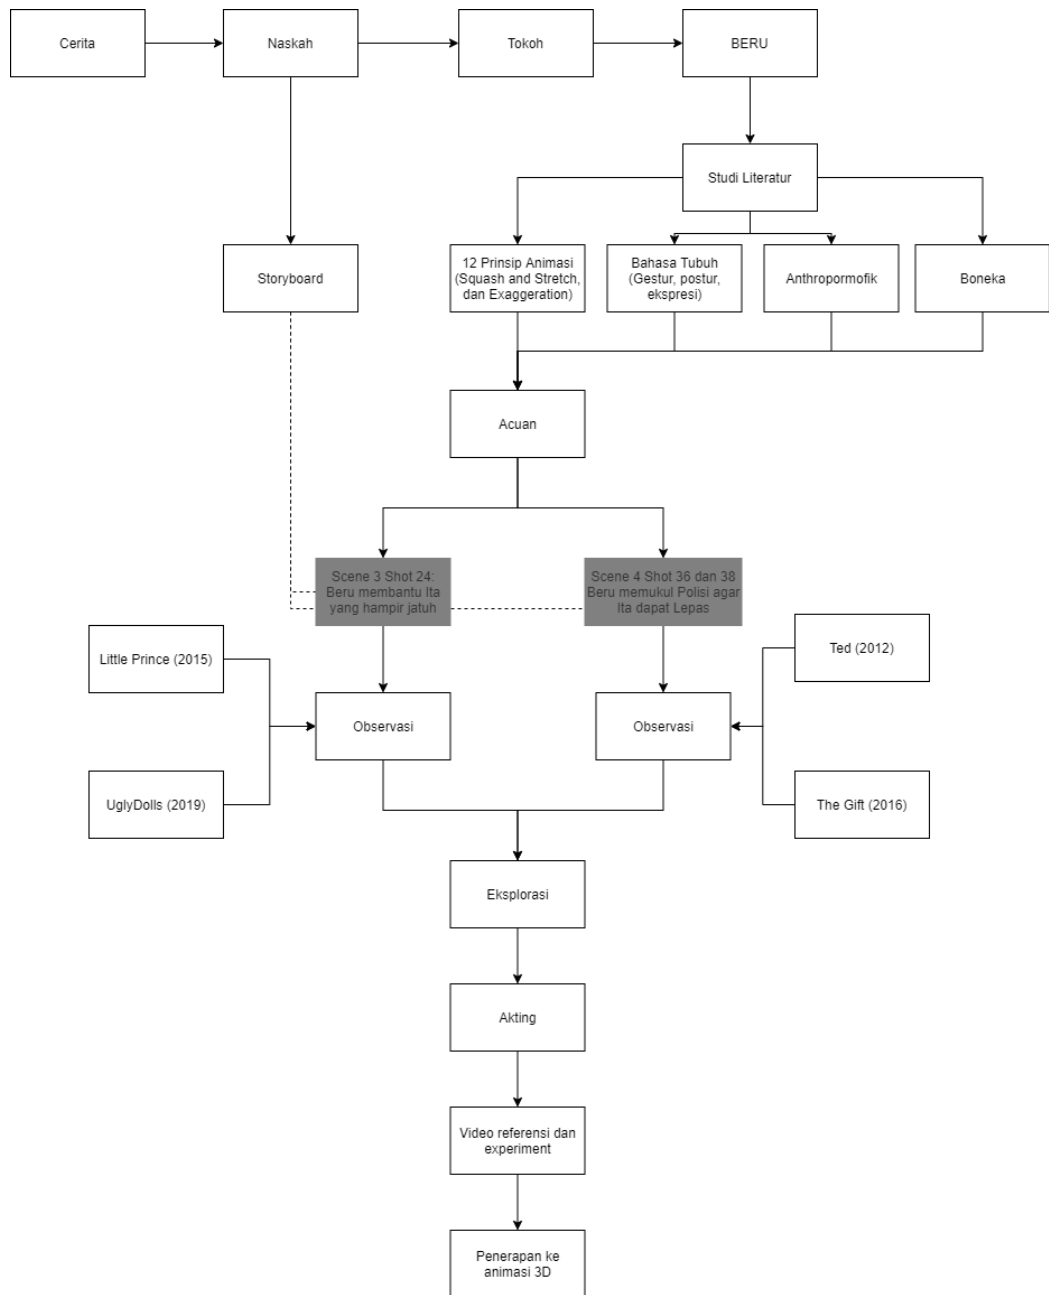 Cerita
Naskah
Tokoh
BERU
Studi Literatur
Storyboard
12 Prinsip Animasi
(Squash and Stretch,
dan Exaggeration)
Bahasa Tubuh
(Gestur, postur,
ekspresi)
Anthropormofik
Boneka
Acuan
Scene 3 Shot 24:
Beru membantu Ita
yang hampir jatuh
Scene 4 Shot 36 dan 38
Beru memukul Polisi agar
Ita dapat Lepas
Little Prince (2015)
Ted (2012)
Observasi
Observasi
UglyDolls (2019)
The Gift (2016)
Eksplorasi
Akting
Video referensi dan
experiment
Penerapan ke
animasi 3D